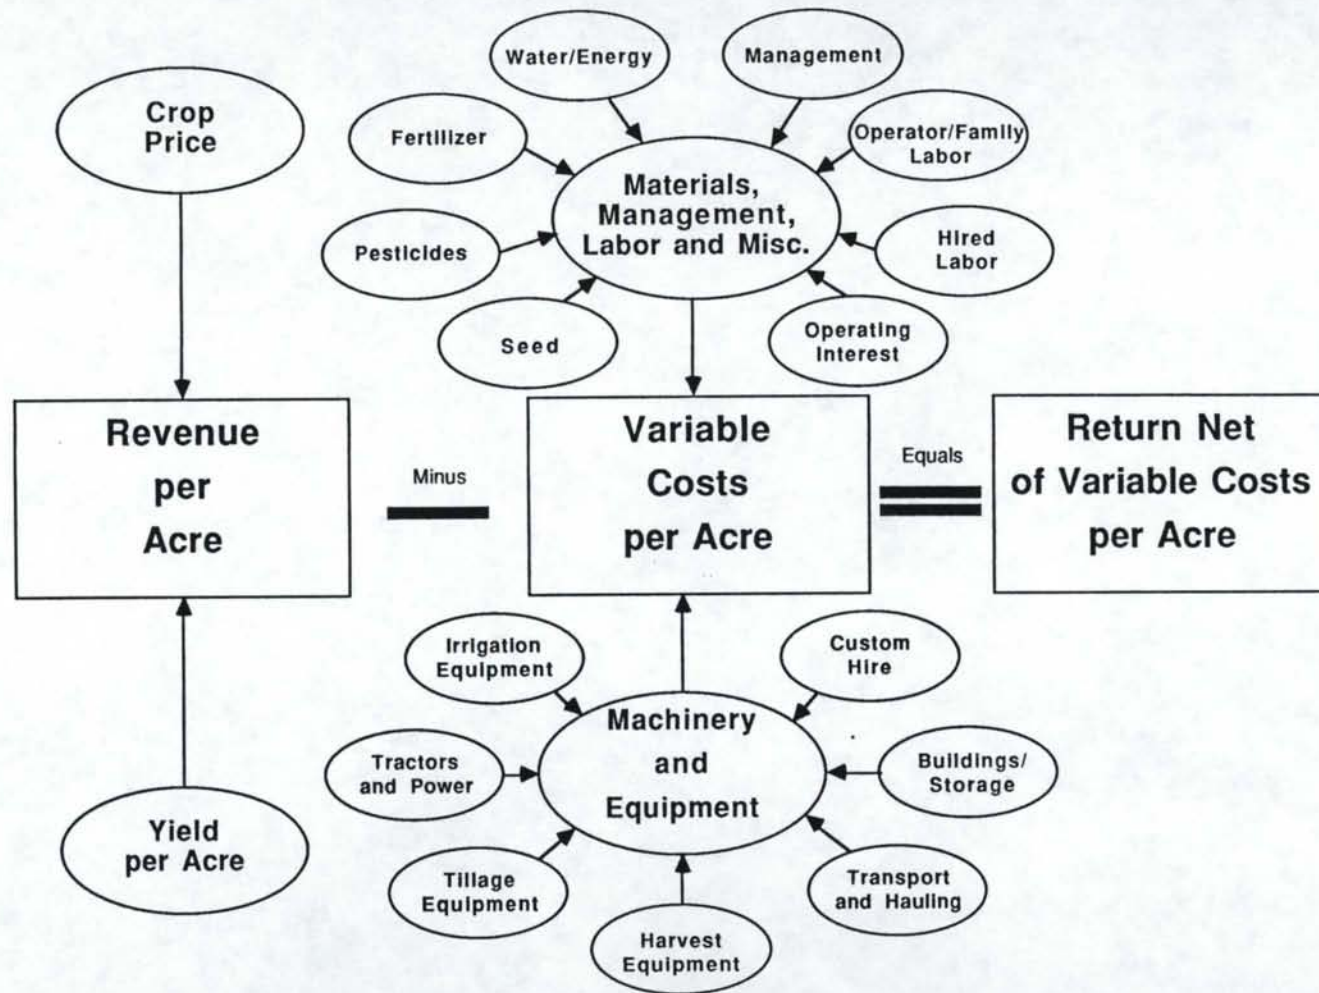 Water/Energy
Management
Crop
Price
Fertilizer
Operator/Family
Labor
Materials,
Management,
Labor and Misc.
Pesticides
Hired
Labor
Seed
Operating
Interest
Revenue
per
Acre
Minus
Variable
Costs
per Acre
Equals
Return Net
of Variable Costs
per Acre
Irrigation
Equipment
Custom
Hire
Machinery
and
Equipment
Tractors
and Power
Buildings/
Storage
Yield
per Acre
Tillage
Equipment
Transport
and Hauling
Harvest
Equipment